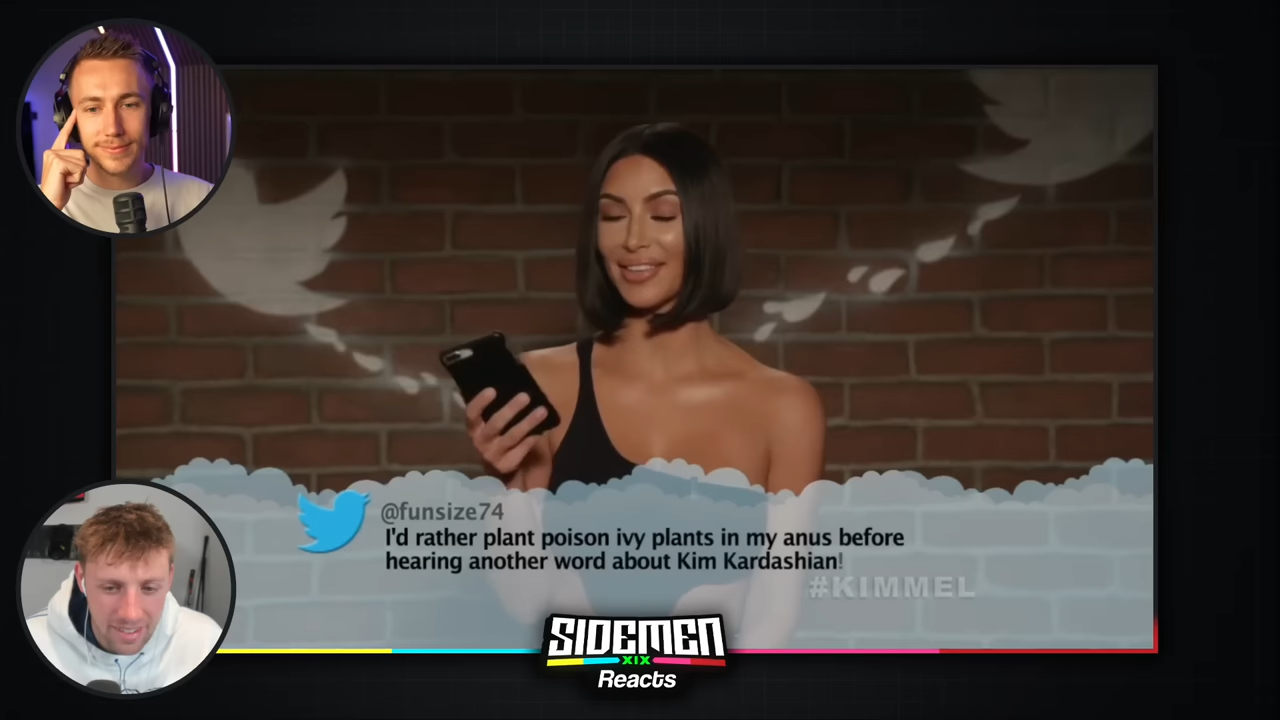 @funsize74
I'd rather plant poison ivy plants in my anus before
hearing another word about Kim Kardashian!
#KIMMEL
SIDEMEN
XIX
Reacts